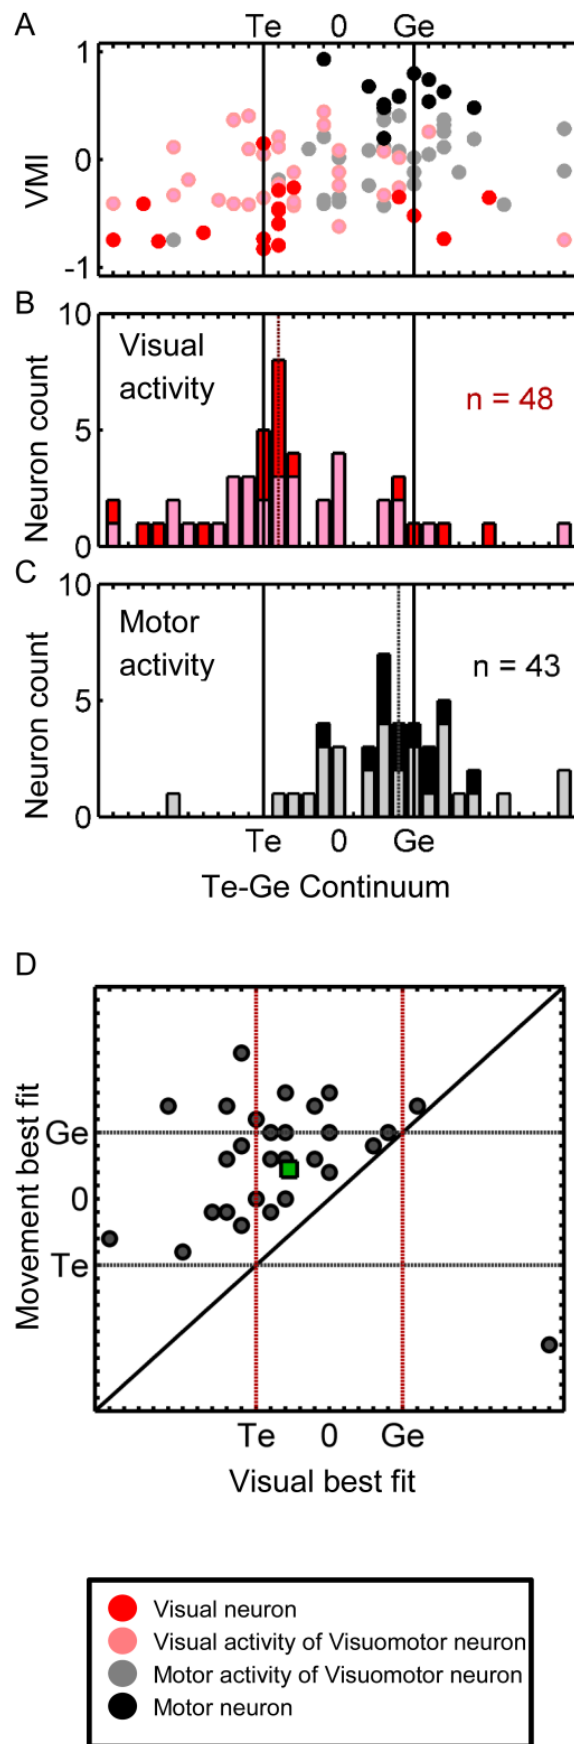 A
Te 0 Ge
VMI
1
0
-1
B
Neuron count
10
5
0
Visual
activity
n = 48
C
Neuron count
10
5
0
Motor
activity
n = 43
Te 0 Ge
Te-Ge Continuum
D
Movement best fit
Ge
0
Te
Te 0 Ge
Visual best fit
Visual neuron
Visual activity of Visuomotor neuron
Motor activity of Visuomotor neuron
Motor neuron